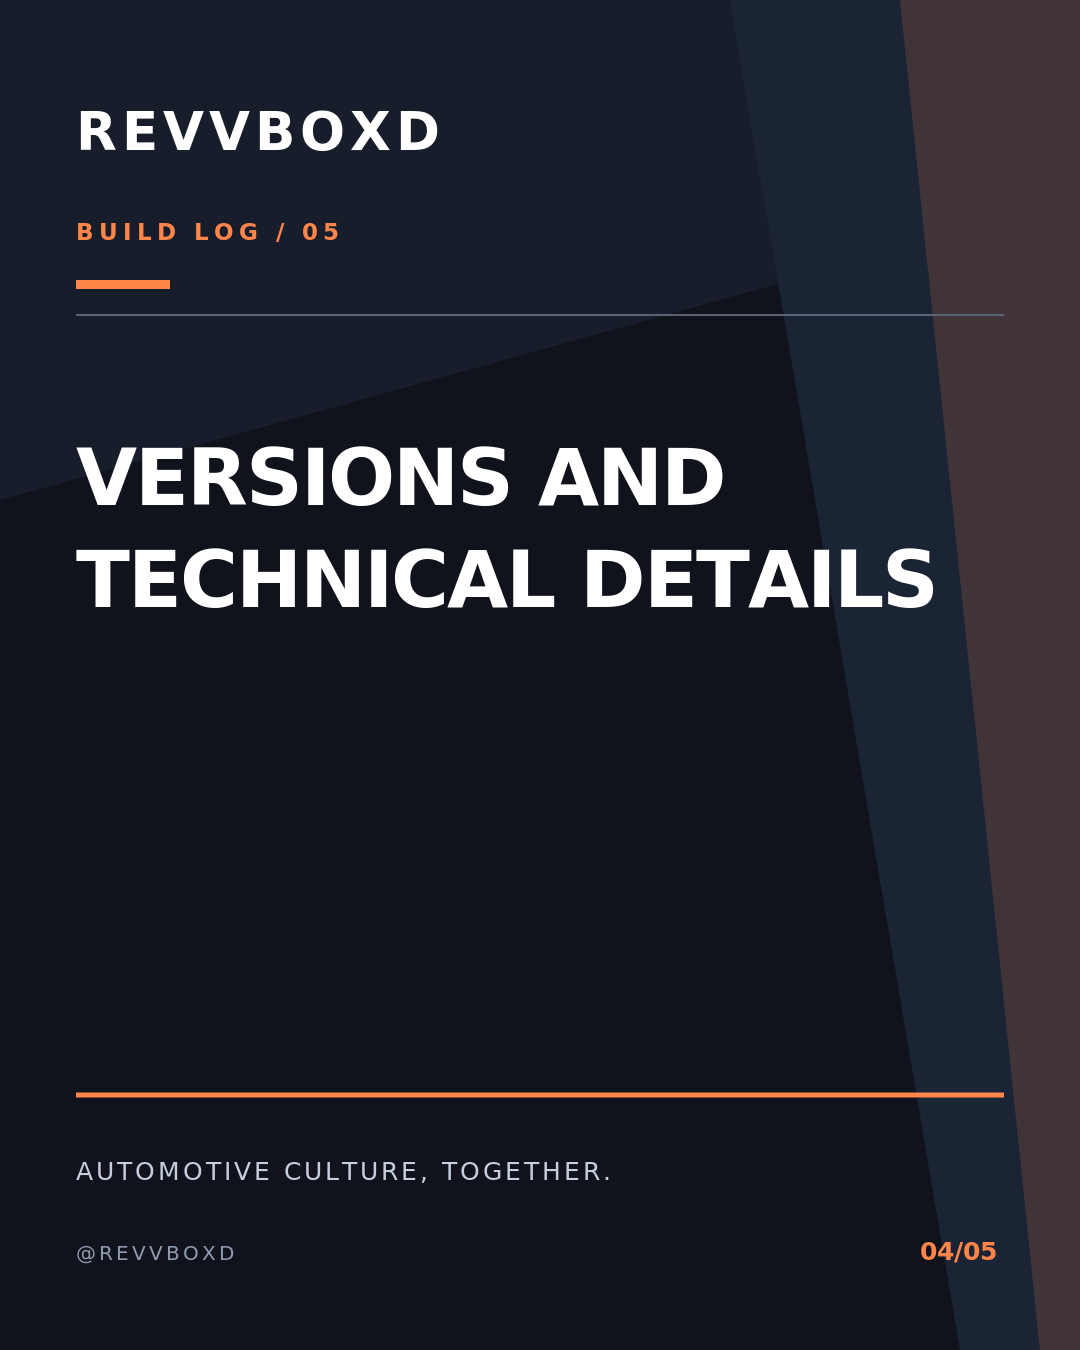 REVVBOXD
BUILD LOG / 05
VERSIONS AND
TECHNICAL DETAILS
AUTOMOTIVE CULTURE, TOGETHER.
@REVVBOXD
04/05